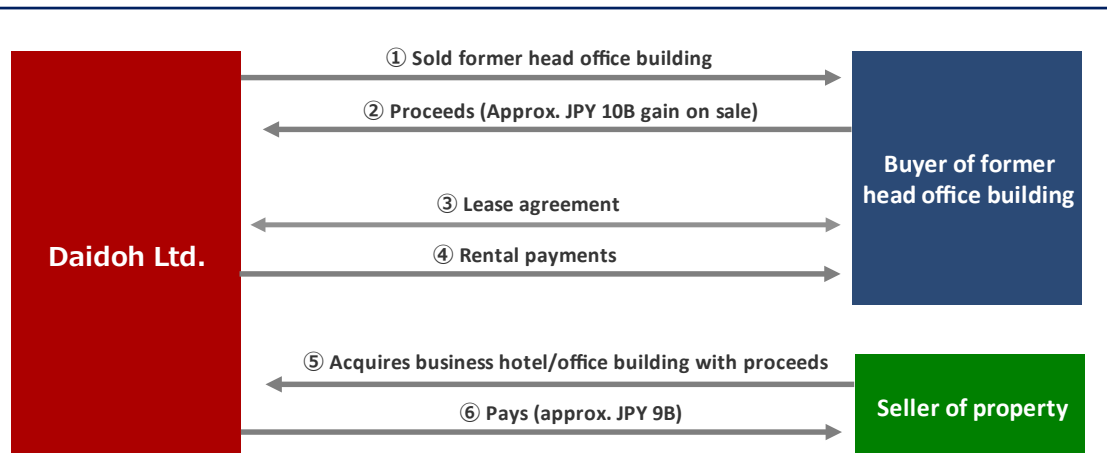 ① Sold former head office building
② Proceeds (Approx. JPY 10B gain on sale)
Buyer of former
head office building
③ Lease agreement
Daidoh Ltd.
④ Rental payments
⑤ Acquires business hotel/office building with proceeds
Seller of property
⑥ Pays (approx. JPY 9B)